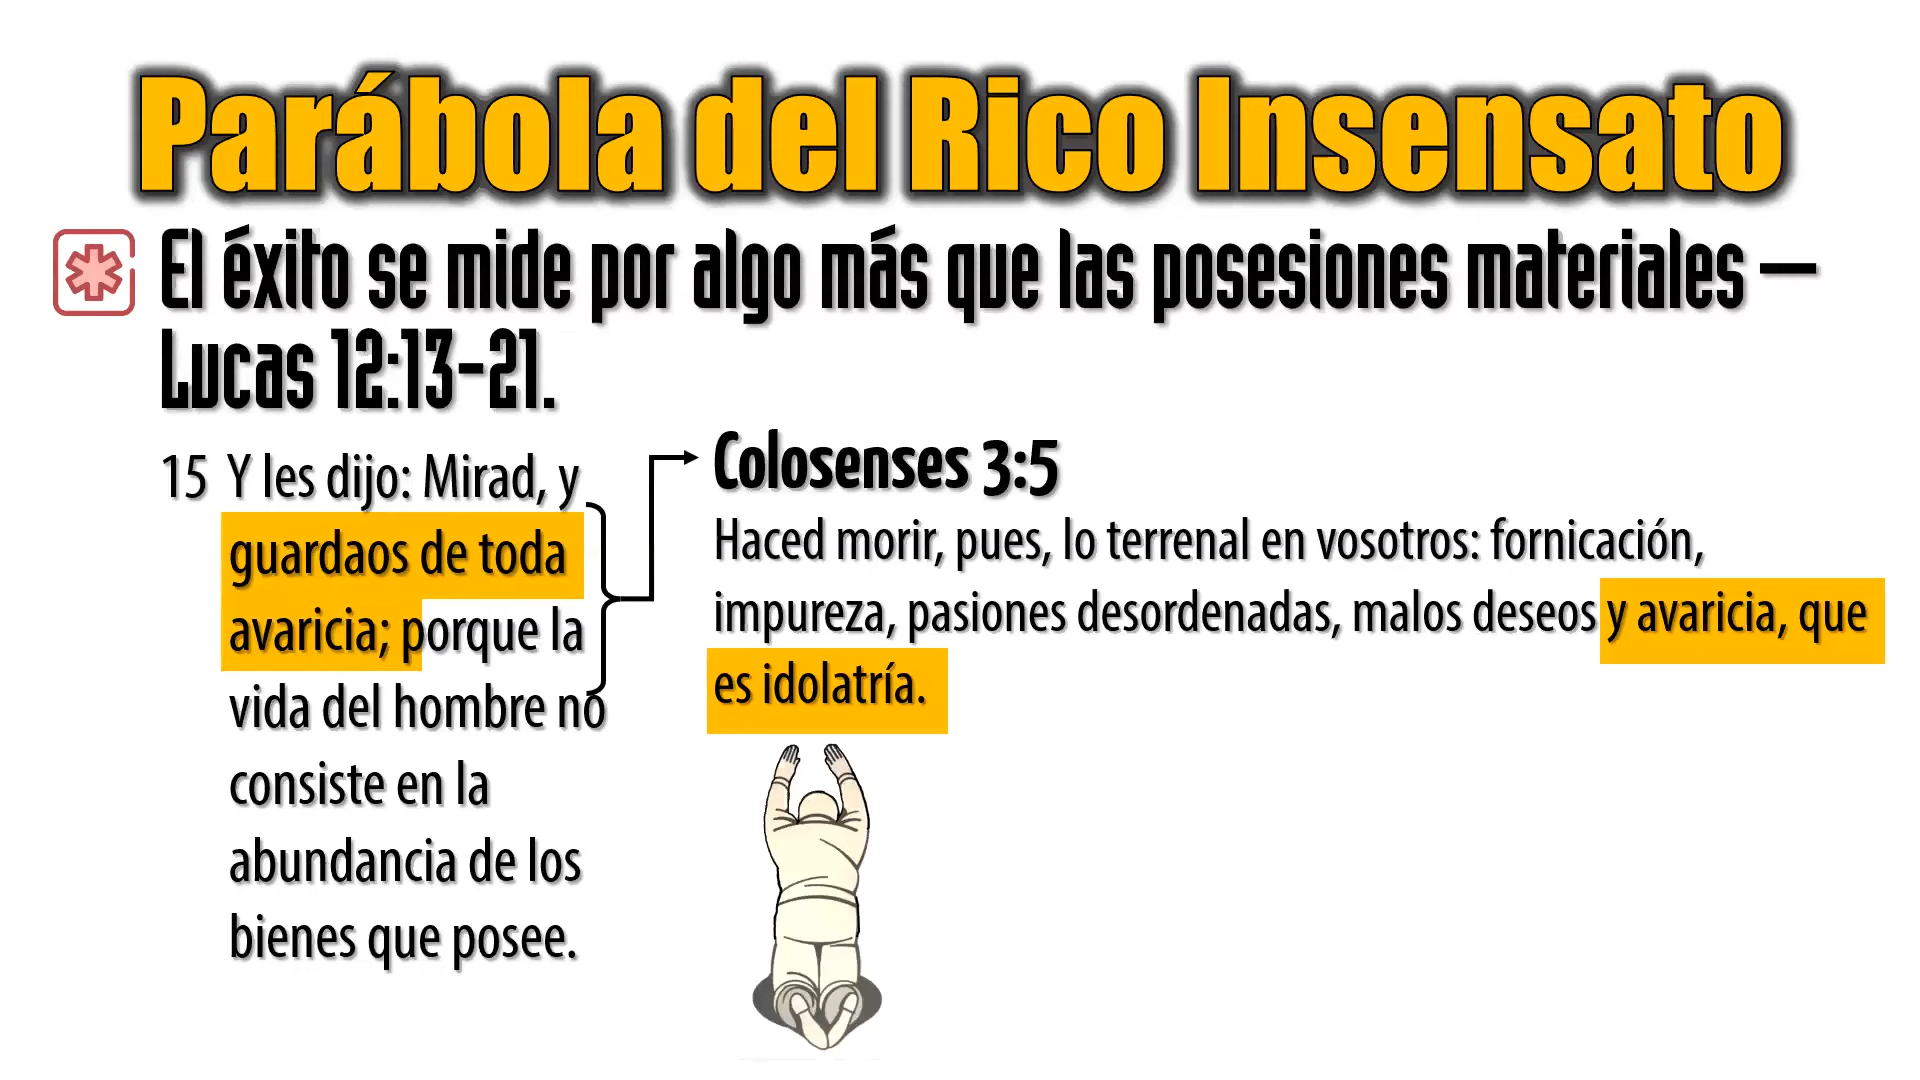 Parábola del Rico Insensato
El éxito se mide por algo más que las posesiones materiales —
Lucas 12:13-21.
15 Y les dijo: Mirad, y
guardaos de toda
avaricia; porque la
vida del hombre no
consiste en la
abundancia de los
bienes que posee.
Colosenses 3:5
Haced morir, pues, lo terrenal en vosotros: fornicación,
impureza, pasiones desordenadas, malos deseos y avaricia, que
es idolatría.